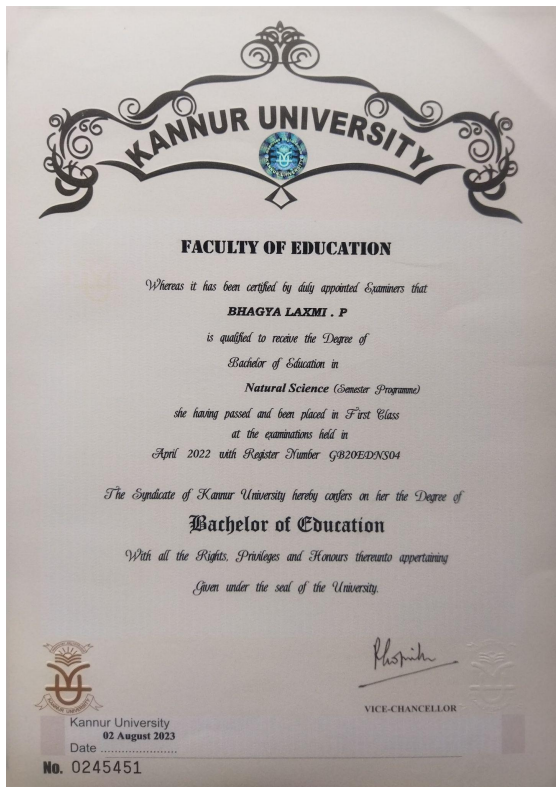 KANNUR UNIVERSITY
FACULTY OF EDUCATION
Whereas it has been certified by duly appointed Examiners that
BHAGYA LAXMI . P
is qualified to receive the Degree of
Bachelor of Education in
Natural Science (Semester Programme)
she having passed and been placed in First Class
at the examinations held in
April 2022 with Register Number GB20EDNS04
The Syndicate of Kannur University hereby confers on her the Degree of
Bachelor of Education
With all the Rights, Privileges and Honours thereunto appertaining
Given under the seal of the University.
VICE-CHANCELLOR
KANNUR UNIVERSITY
Kannur University
02 August 2023
Date ......................
No. 0245451